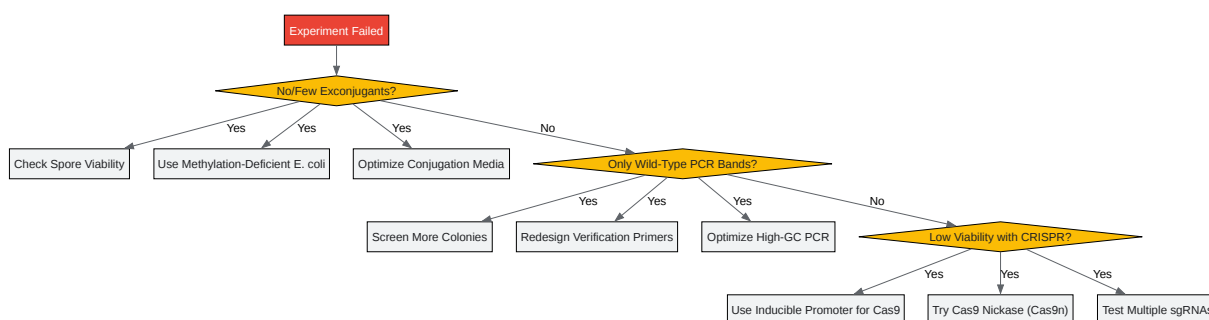 Experiment Failed
No/Few Exconjugants?
Yes
Yes
Yes
No
Check Spore Viability
Use Methylation-Deficient E. coli
Optimize Conjugation Media
Only Wild-Type PCR Bands?
Yes
Yes
Yes
No
Screen More Colonies
Redesign Verification Primers
Optimize High-GC PCR
Low Viability with CRISPR?
Yes
Yes
Yes
Use Inducible Promoter for Cas9
Try Cas9 Nickase (Cas9n)
Test Multiple sgRNAs